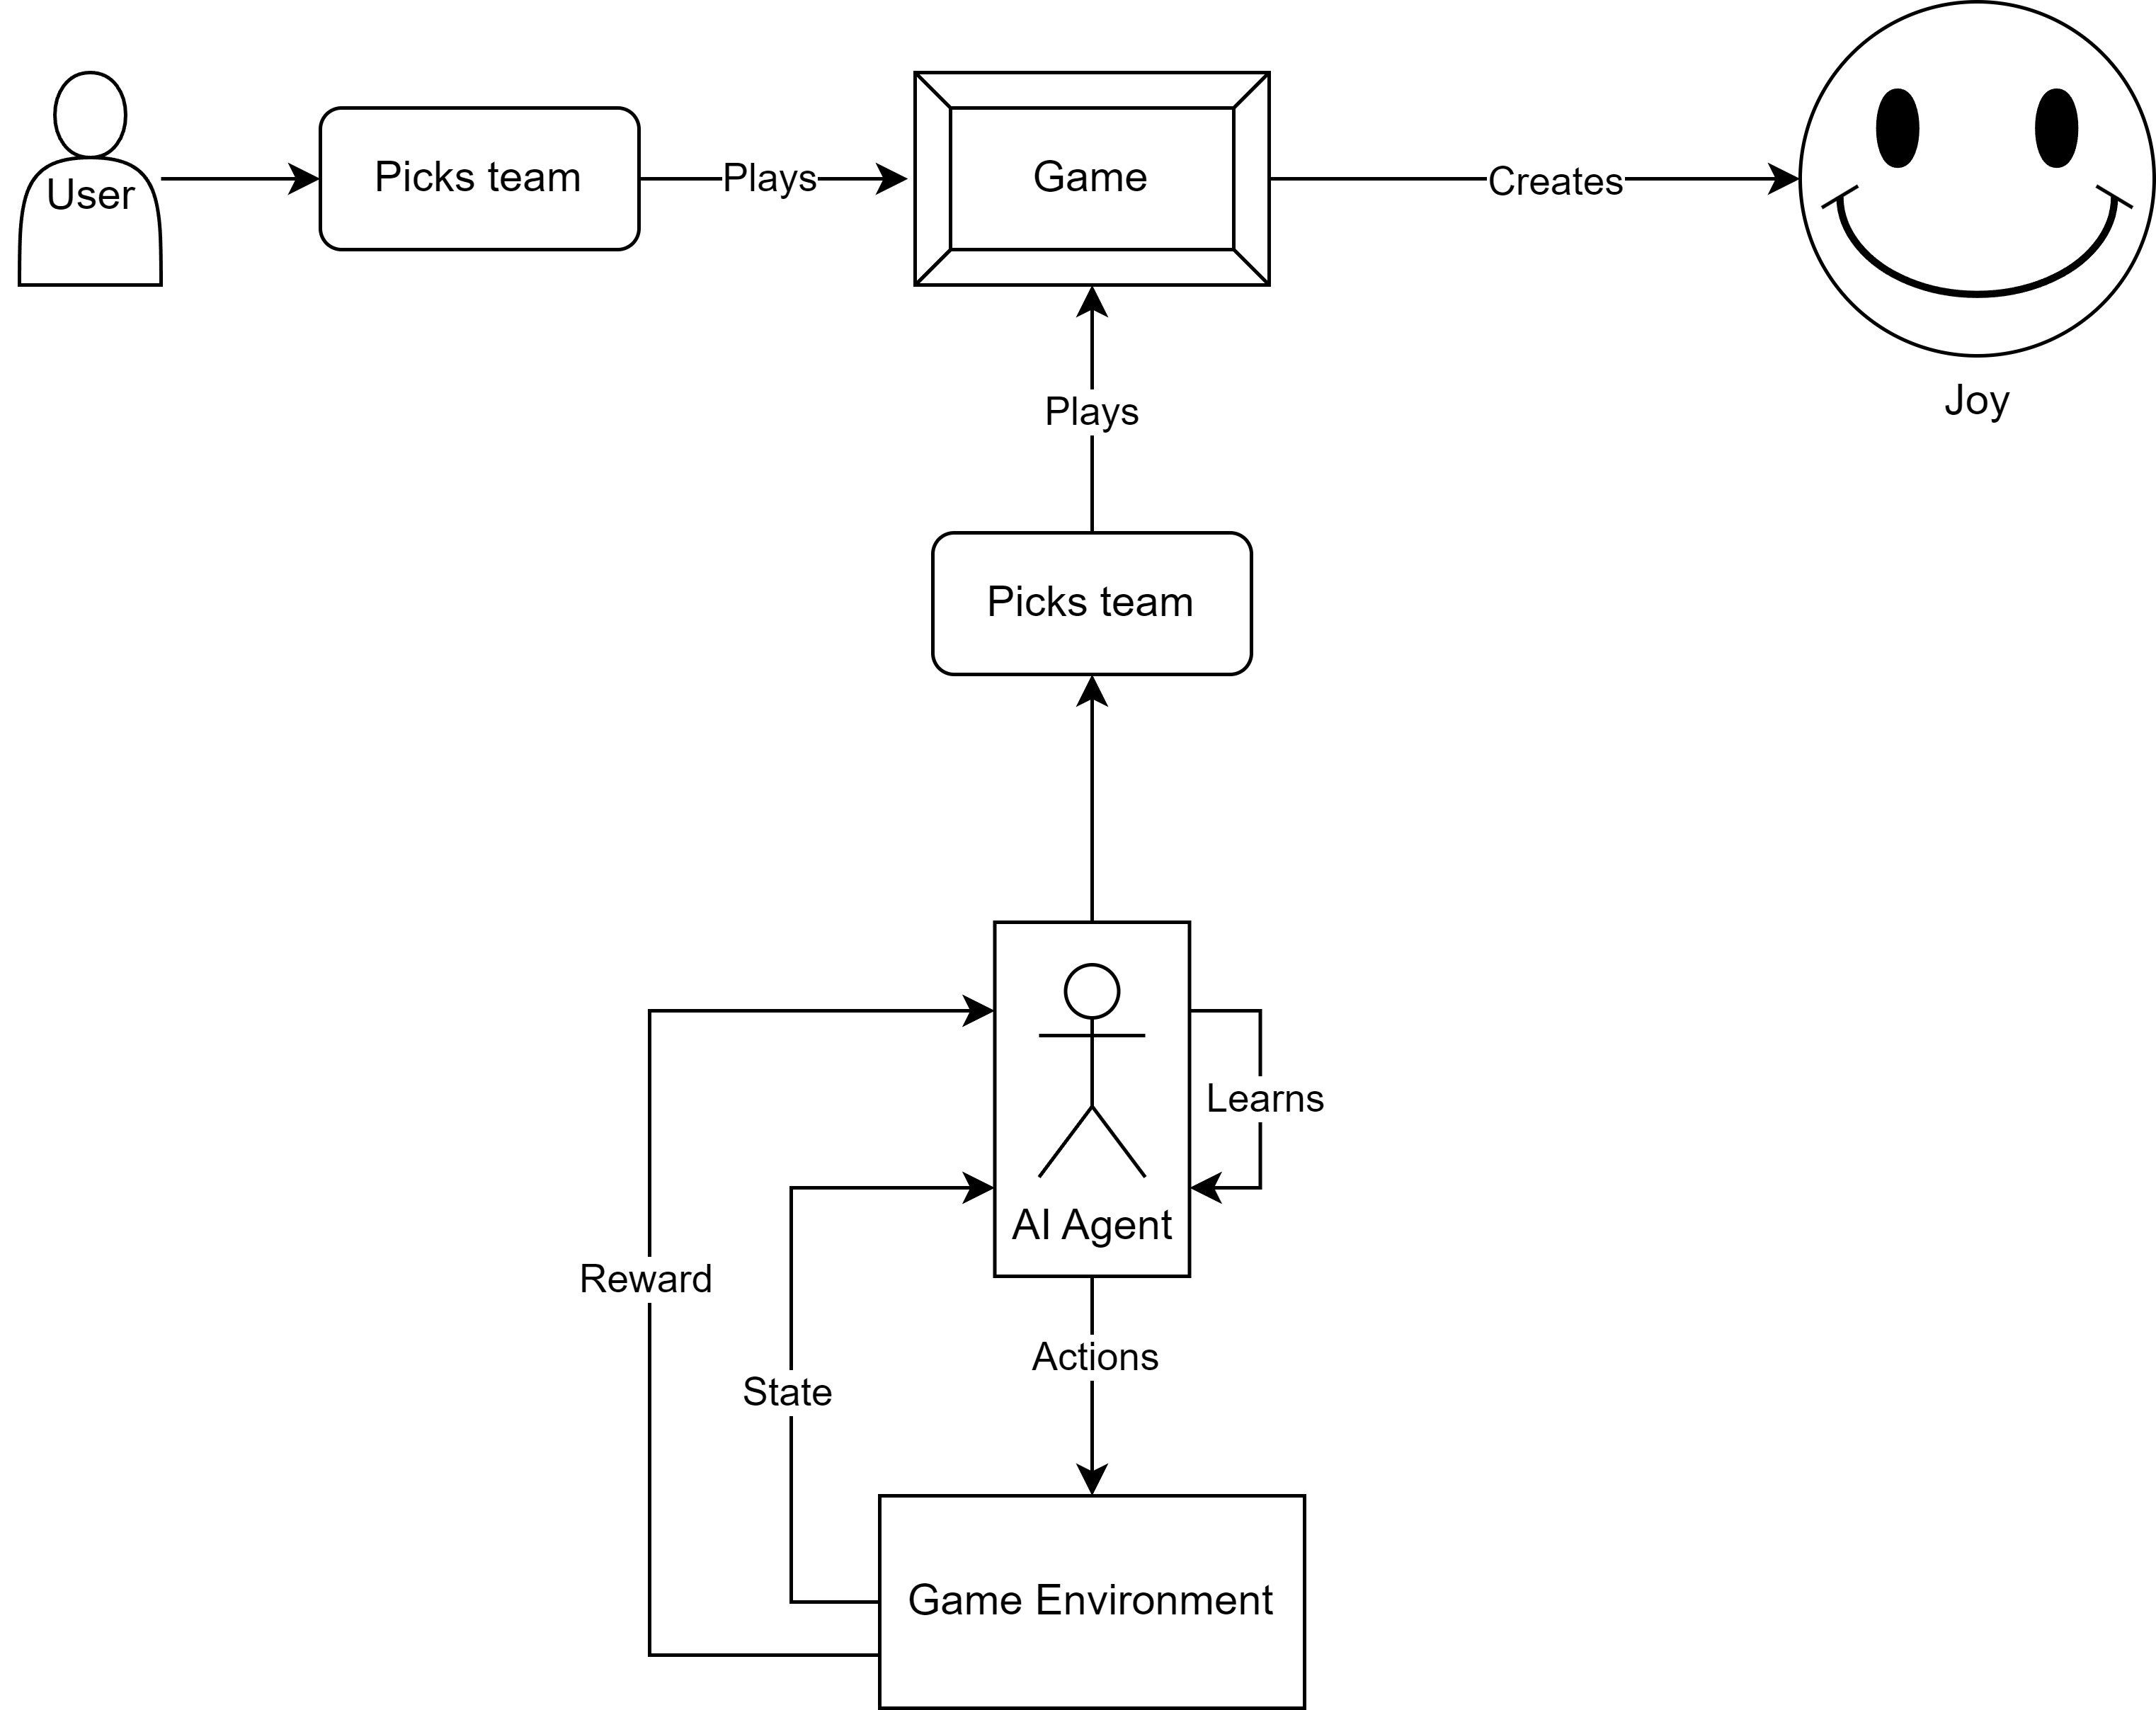 User
Picks team
Plays
Game
Creates
Joy
Plays
Picks team
Learns
AI Agent
Reward
Actions
State
Game Environment